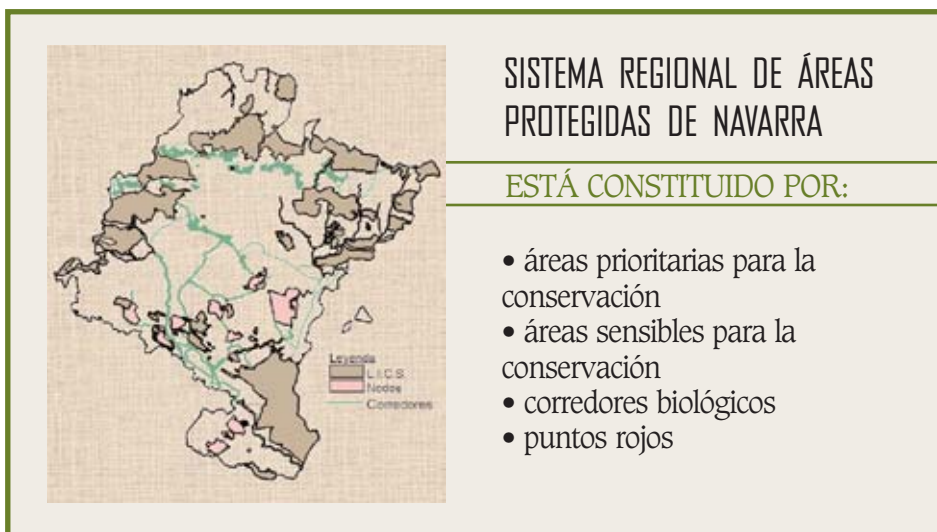 SISTEMA REGIONAL DE ÁREAS
PROTEGIDAS DE NAVARRA
ESTÁ CONSTITUIDO POR:
• áreas prioritarias para la
conservación
• áreas sensibles para la
conservación
• corredores biológicos
• puntos rojos
Leyenda
L.I.C.S.
Nodos
Corredores